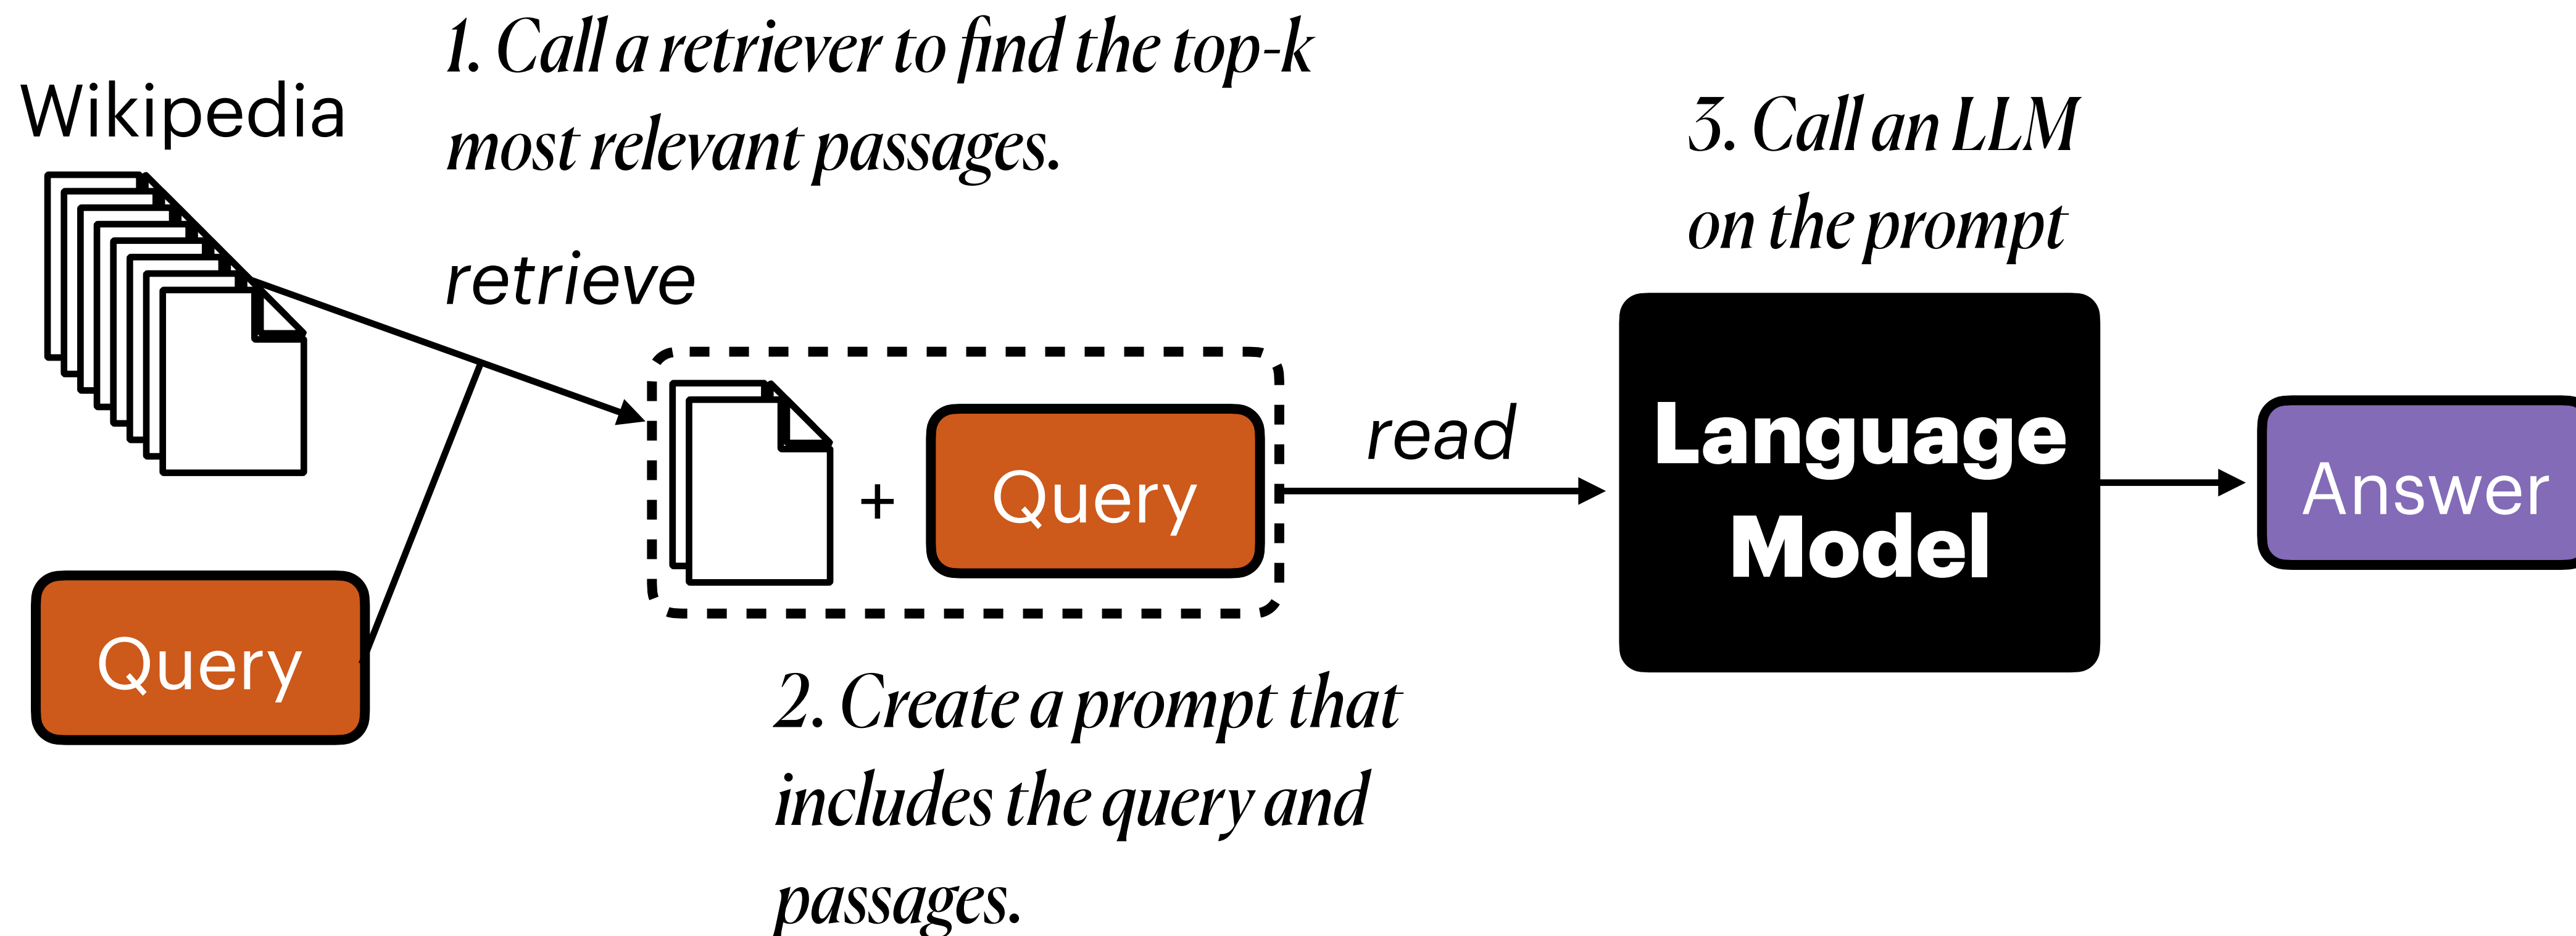 Wikipedia
1. Call a retriever to find the top-k
most relevant passages.
retrieve
Query
+
Query
2. Create a prompt that
includes the query and
passages.
read
3. Call an LLM
on the prompt
Language
Model
Answer